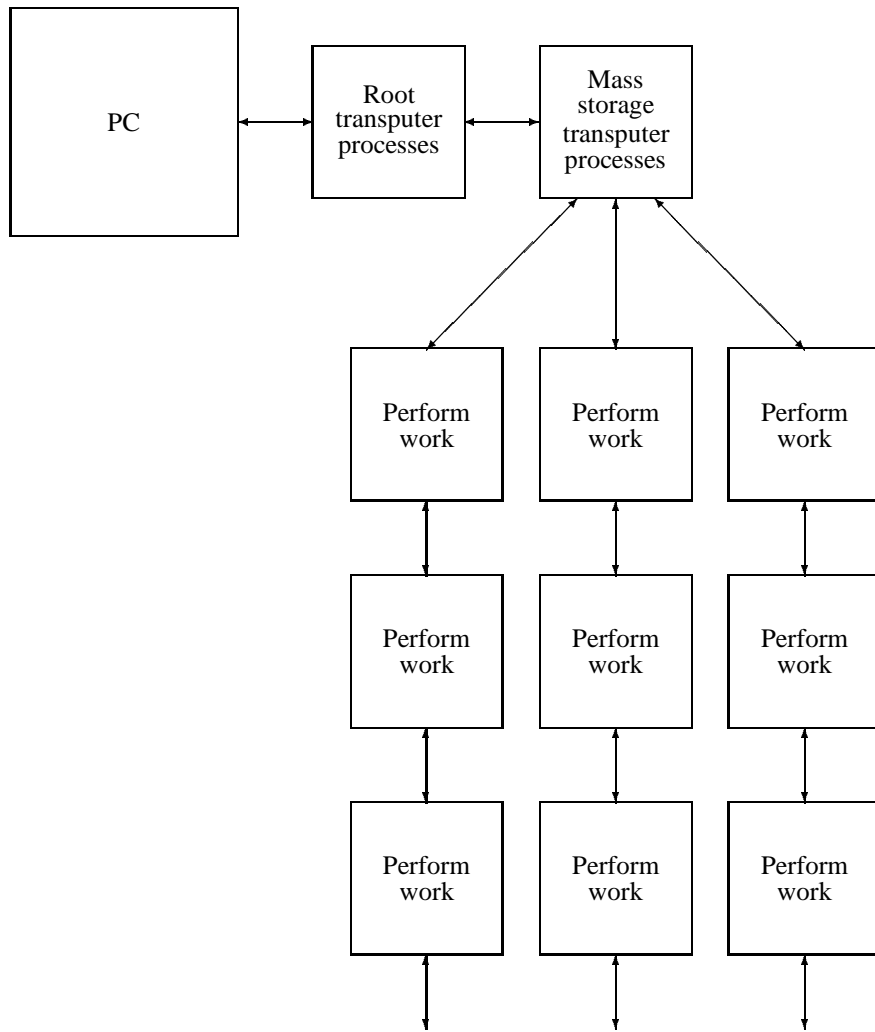 PC
Root
transputer
processes
Mass
storage
transputer
processes
Perform
work
Perform
work
Perform
work
Perform
work
Perform
work
Perform
work
Perform
work
Perform
work
Perform
work